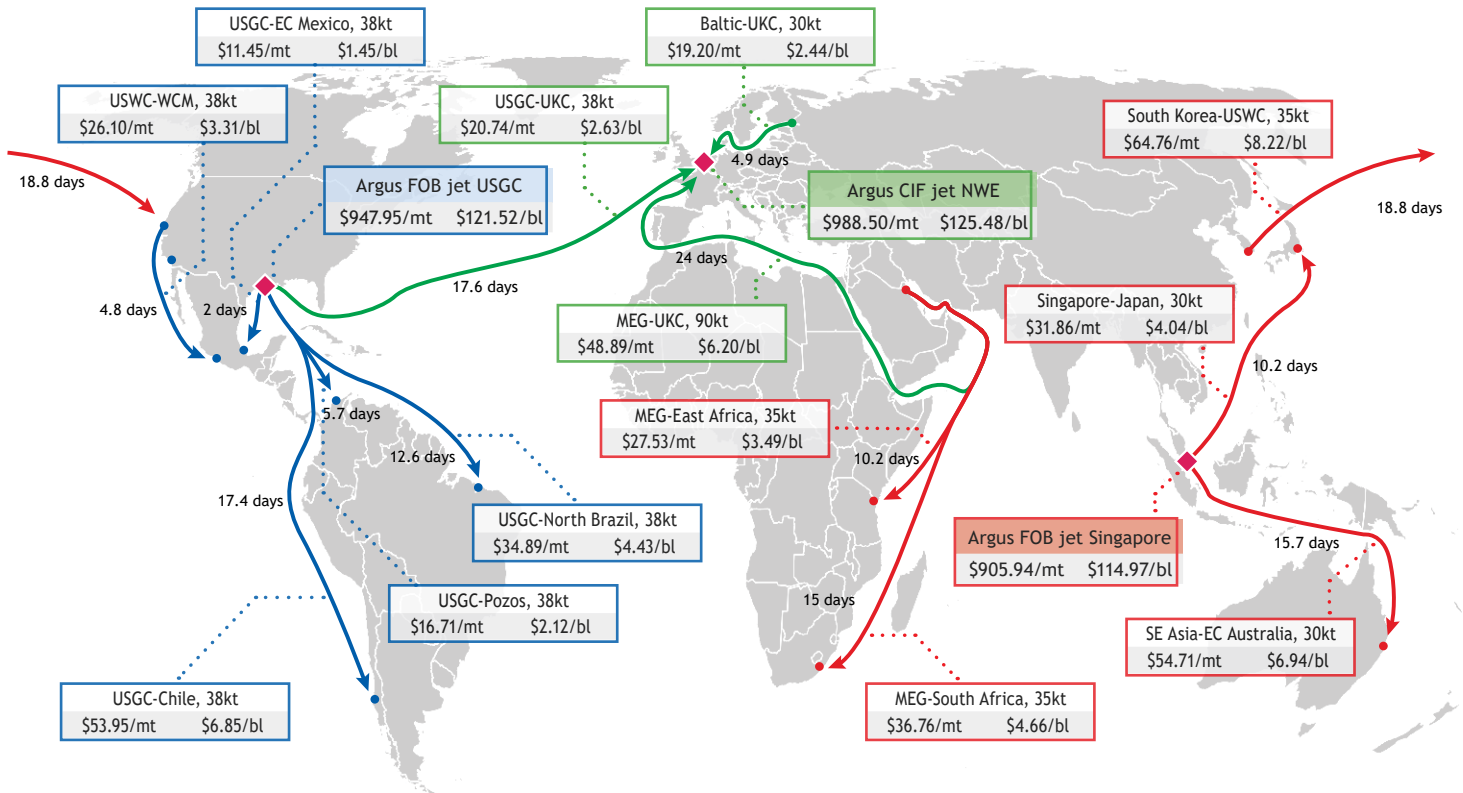 USGC-EC Mexico, 38kt
$11.45/mt $1.45/bl
Baltic-UKC, 30kt
$19.20/mt $2.44/bl
USWC-WCM, 38kt
$26.10/mt $3.31/bl
USGC-UKC, 38kt
$20.74/mt $2.63/bl
South Korea-USWC, 35kt
$64.76/mt $8.22/bl
18.8 days
4.9 days
Argus FOB jet USGC
$947.95/mt $121.52/bl
Argus CIF jet NWE
$988.50/mt $125.48/bl
18.8 days
24 days
17.6 days
4.8 days
2 days
MEG-UKC, 90kt
$48.89/mt $6.20/bl
Singapore-Japan, 30kt
$31.86/mt $4.04/bl
10.2 days
5.7 days
MEG-East Africa, 35kt
$27.53/mt $3.49/bl
12.6 days
10.2 days
17.4 days
USGC-North Brazil, 38kt
$34.89/mt $4.43/bl
Argus FOB jet Singapore
$905.94/mt $114.97/bl
15.7 days
USGC-Pozos, 38kt
$16.71/mt $2.12/bl
15 days
SE Asia-EC Australia, 30kt
$54.71/mt $6.94/bl
USGC-Chile, 38kt
$53.95/mt $6.85/bl
MEG-South Africa, 35kt
$36.76/mt $4.66/bl